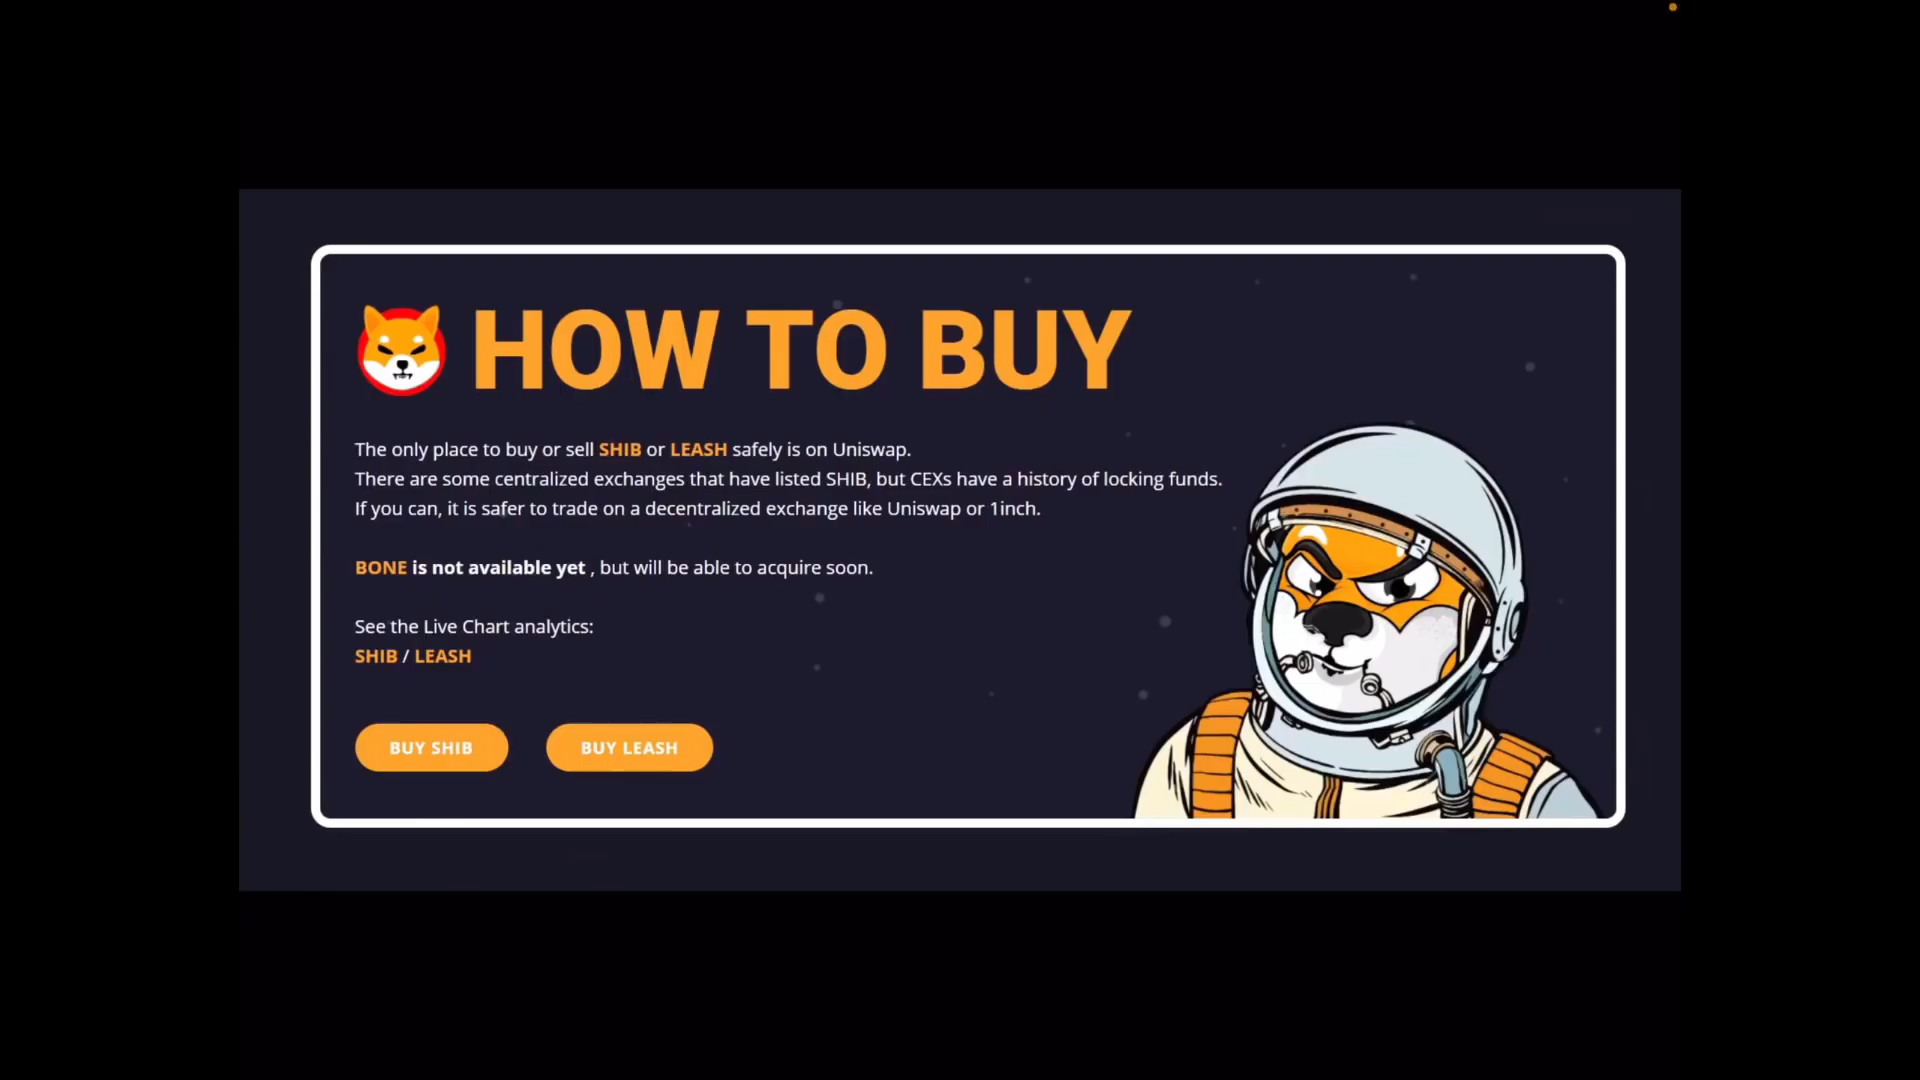 HOW TO BUY
The only place to buy or sell SHIB or LEASH safely is on Uniswap.
There are some centralized exchanges that have listed SHIB, but CEXs have a history of locking funds.
If you can, it is safer to trade on a decentralized exchange like Uniswap or 1inch.
BONE is not available yet , but will be able to acquire soon.
See the Live Chart analytics:
SHIB / LEASH
BUY SHIB
BUY LEASH